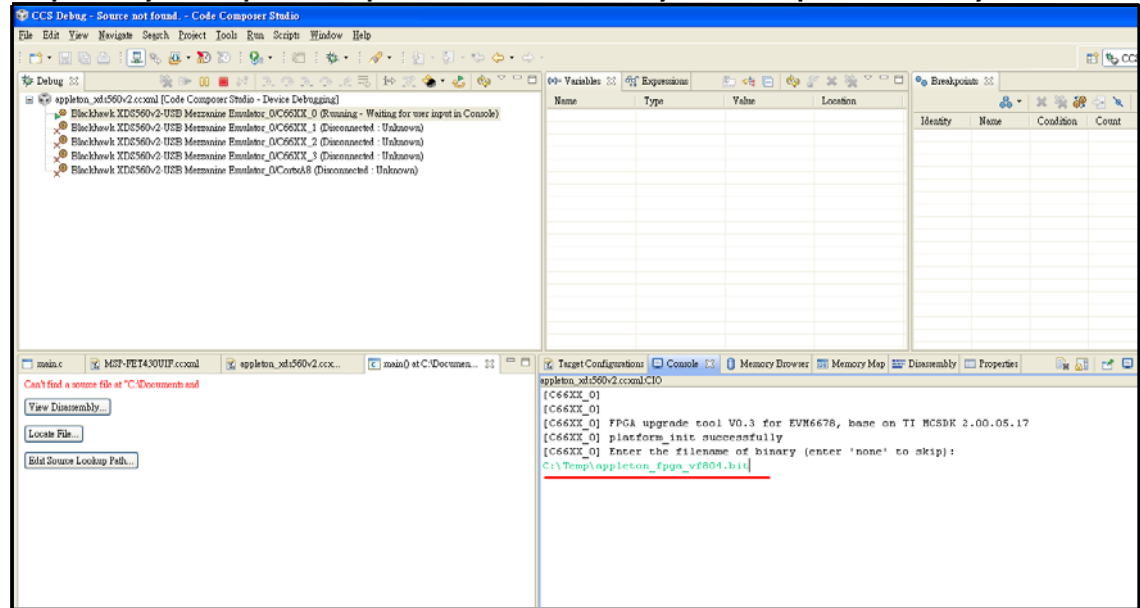 CCS Debug - Source not found. - Code Composer Studio
File Edit View Navigate Search Project Tools Run Scripts Window Help
CC
Debug
appleton_xds560v2.ccxml [Code Composer Studio - Device Debugging]
Blackhawk XDS560v2-USB Mezzanine Emulator_0/C66XX_0 (Running - Waiting for user input in Console)
Blackhawk XDS560v2-USB Mezzanine Emulator_0/C66XX_1 (Disconnected : Unknown)
Blackhawk XDS560v2-USB Mezzanine Emulator_0/C66XX_2 (Disconnected : Unknown)
Blackhawk XDS560v2-USB Mezzanine Emulator_0/C66XX_3 (Disconnected : Unknown)
Blackhawk XDS560v2-USB Mezzanine Emulator_0/CortxA8 (Disconnected : Unknown)
(x)= Variables Expressions
Name Type Value Location
Breakpoints
Identity Name Condition Count
main.c MSP-FET430UIF.ccxml appleton_xds560v2.ccx... main() at C:\Documen...
Can't find a source file at "C:\Documents and
View Disassembly...
Locate File...
Edit Source Lookup Path...
Target Configurations Console Memory Browser Memory Map Disassembly Properties
appleton_xds560v2.ccxml:CIO
[C66XX_0]
[C66XX_0]
[C66XX_0] FPGA upgrade tool V0.3 for EVM6678, base on TI MCSDK 2.00.05.17
[C66XX_0] platform_init successfully
[C66XX_0] Enter the filename of binary (enter 'none' to skip):
C:\Temp\appleton_fpga_vf804.bit